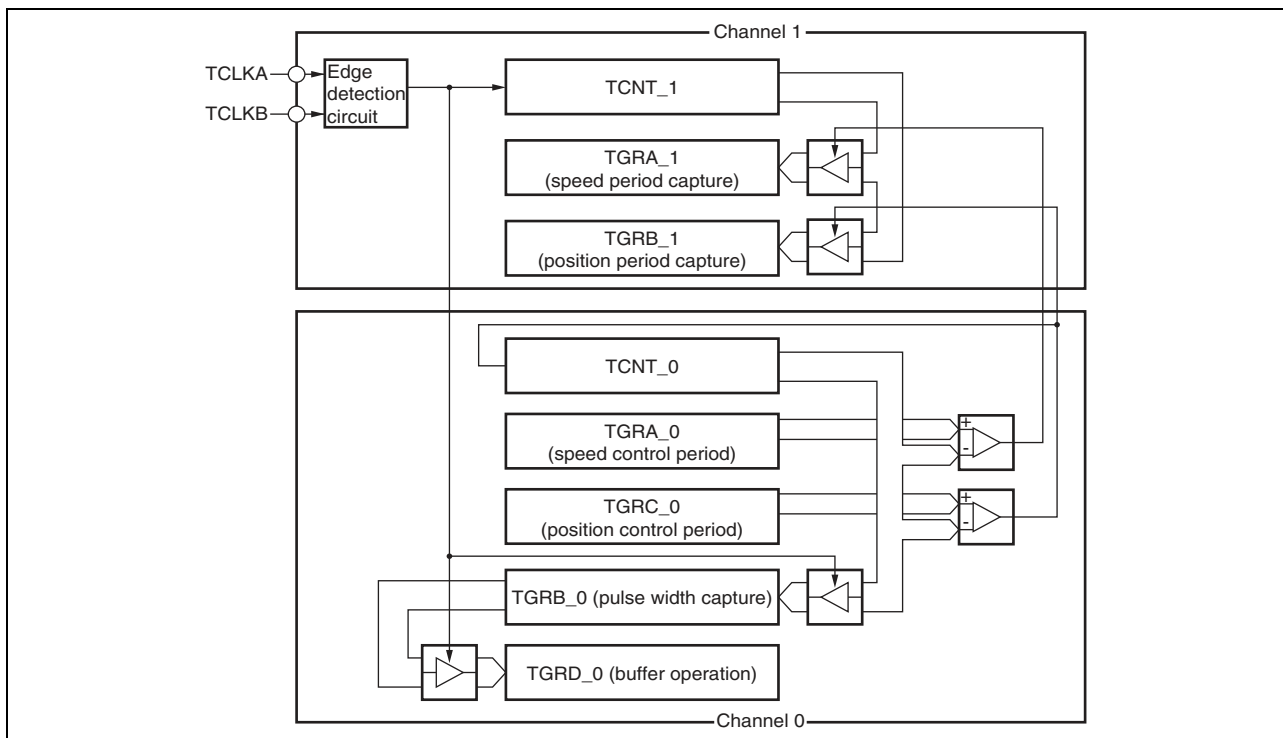 Channel 1
TCLKA
TCLKB
Edge
detection
circuit
TCNT_1
TGRA_1
(speed period capture)
TGRB_1
(position period capture)
TCNT_0
TGRA_0
(speed control period)
+
-
TGRC_0
(position control period)
+
-
TGRB_0 (pulse width capture)
TGRD_0 (buffer operation)
Channel 0